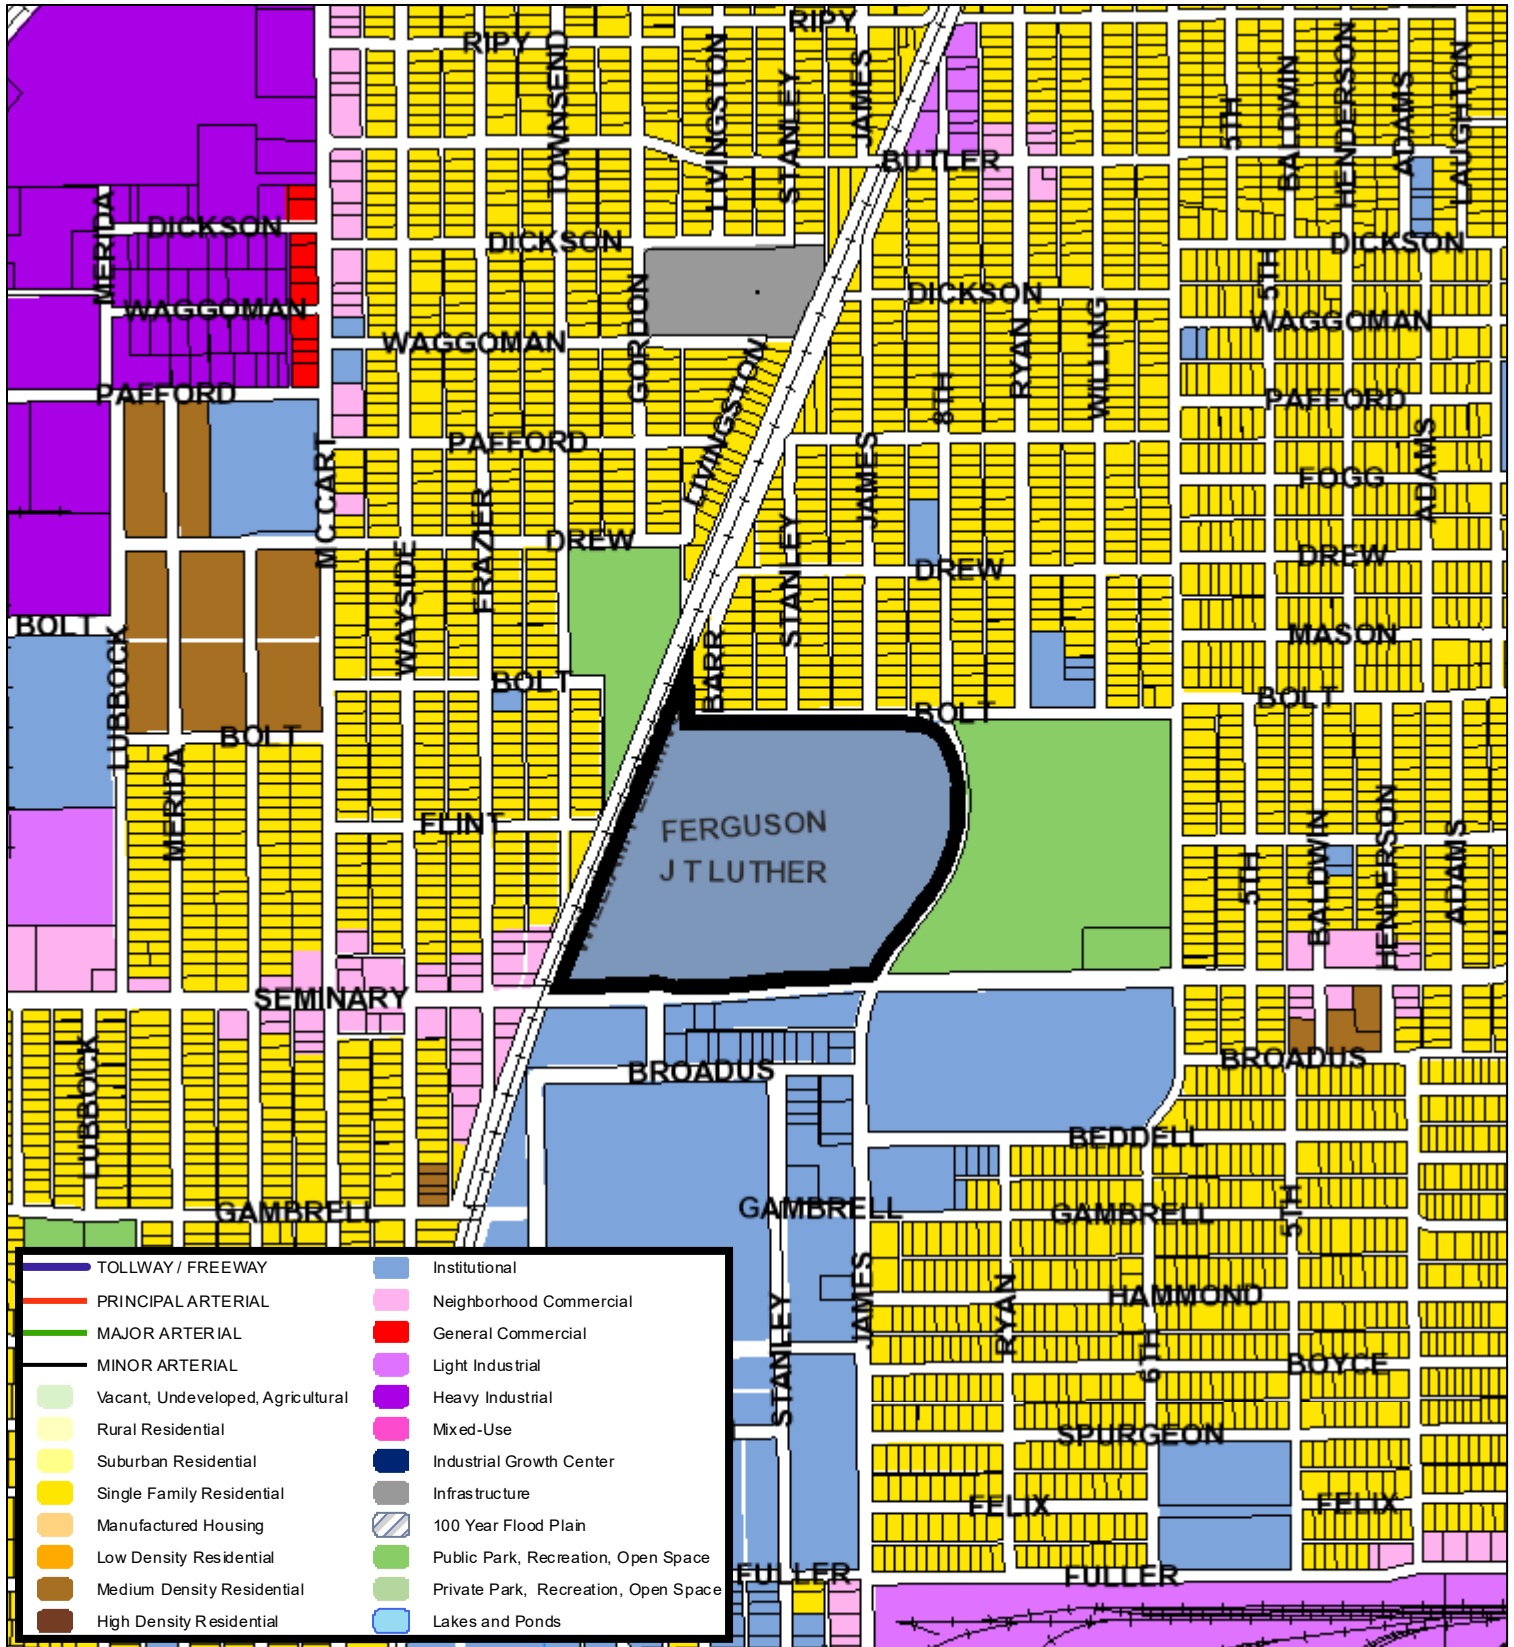 RIPY
RIPY
TOWNSEND
LIVINGSTON
STANLEY
JAMES
5TH
BALDWIN
HENDERSON
ADAMS
LAUGHTON
BUTLER
MERIDA
DICKSON
DICKSON
DICKSON
DICKSON
5TH
WAGGOMAN
WAGGOMAN
WAGGOMAN
GORDON
LIVINGSTON
8TH
RYAN
WILLING
PAFFORD
PAFFORD
PAFFORD
MC CART
JAMES
FOGG
ADAMS
WAYSIDE
FRAZIER
DREW
STANLEY
DREW
DREW
BOLT
LUBBOCK
BARR
MASON
BOLT
BOLT
BOLT
BOLT
MERIDA
FLINT
FERGUSON
J T LUTHER
5TH
BALDWIN
HENDERSON
ADAMS
SEMINARY
LUBBOCK
BROADUS
BROADUS
BEDDELL
GAMBRELL
GAMBRELL
GAMBRELL
5TH
STANLEY
JAMES
RYAN
HAMMOND
6TH
BOYCE
SPURGEON
FELIX
FELIX
FULLER
FULLER
TOLLWAY / FREEWAY
PRINCIPAL ARTERIAL
MAJOR ARTERIAL
MINOR ARTERIAL
Vacant, Undeveloped, Agricultural
Rural Residential
Suburban Residential
Single Family Residential
Manufactured Housing
Low Density Residential
Medium Density Residential
High Density Residential
Institutional
Neighborhood Commercial
General Commercial
Light Industrial
Heavy Industrial
Mixed-Use
Industrial Growth Center
Infrastructure
100 Year Flood Plain
Public Park, Recreation, Open Space
Private Park, Recreation, Open Space
Lakes and Ponds